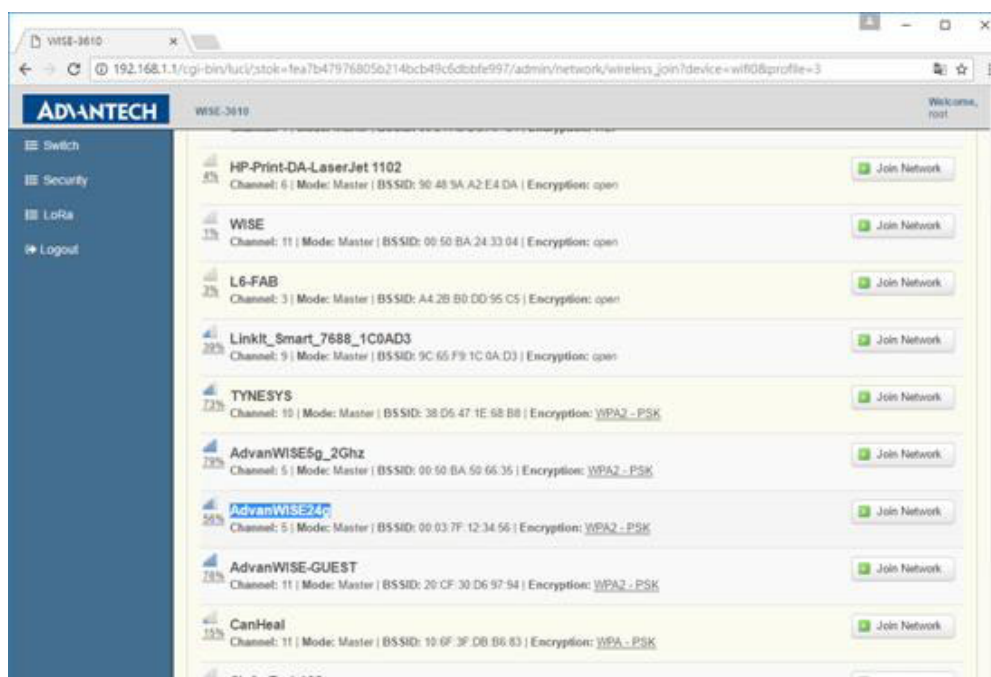 WISE-3610
192.168.1.1/cgi-bin/luci/;stok=fea7b47976805b214bcb49c6dbbfe997/admin/network/wireless_join?device=wifi0&profile=3
ADVANTECH
WISE-3610
Welcome,
root
Switch
Security
LoRa
Logout
HP-Print-DA-LaserJet 1102
4% Channel: 6 | Mode: Master | BSSID: 90:48:9A:A2:E4:DA | Encryption: open
Join Network
WISE
1% Channel: 11 | Mode: Master | BSSID: 00:50:BA:24:33:04 | Encryption: open
Join Network
L6-FAB
Channel: 3 | Mode: Master | BSSID: A4:2B:B0:DD:95:C5 | Encryption: open
Join Network
LinkIt_Smart_7688_1C0AD3
39% Channel: 9 | Mode: Master | BSSID: 9C:65:F9:1C:0A:D3 | Encryption: open
Join Network
TYNESYS
73% Channel: 10 | Mode: Master | BSSID: 38:D5:47:1E:68:B8 | Encryption: WPA2 - PSK
Join Network
AdvanWISE5g_2Ghz
79% Channel: 5 | Mode: Master | BSSID: 00:50:BA:50:66:35 | Encryption: WPA2 - PSK
Join Network
AdvanWISE24g
56% Channel: 5 | Mode: Master | BSSID: 00:03:7F:12:34:56 | Encryption: WPA2 - PSK
Join Network
AdvanWISE-GUEST
78% Channel: 11 | Mode: Master | BSSID: 20:CF:30:D6:97:94 | Encryption: WPA2 - PSK
Join Network
CanHeal
15% Channel: 11 | Mode: Master | BSSID: 10:6F:3F:DB:B6:83 | Encryption: WPA - PSK
Join Network